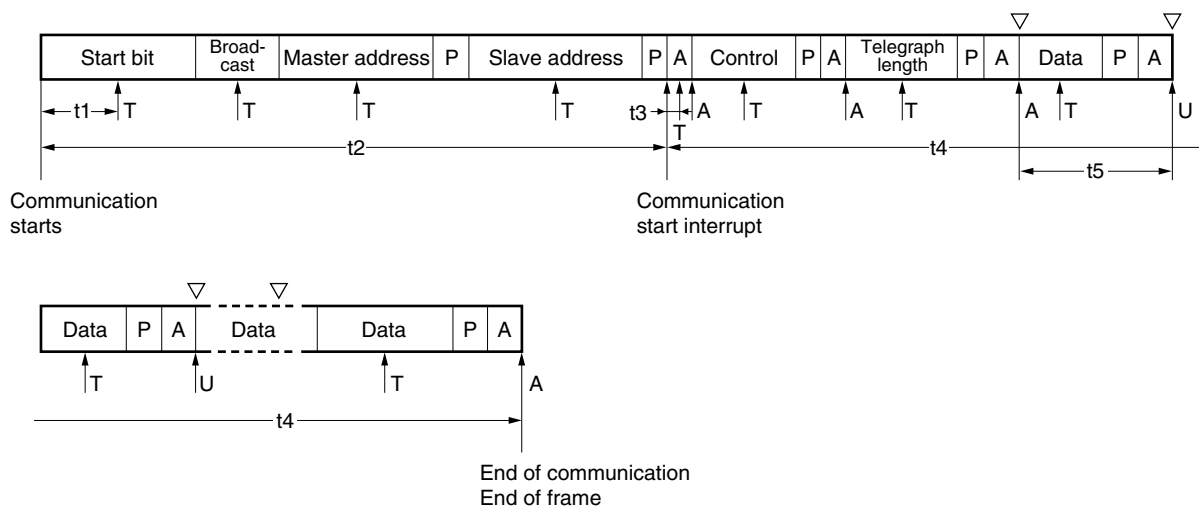 Start bit Broad- cast Master address P Slave address P A Control P A Telegraph length P A Data P A
t1 T T T T t3 T A T A T A T U
t2 t4
t5
Communication
starts
Communication
start interrupt
Data P A Data Data P A
T U T A
t4
End of communication
End of frame